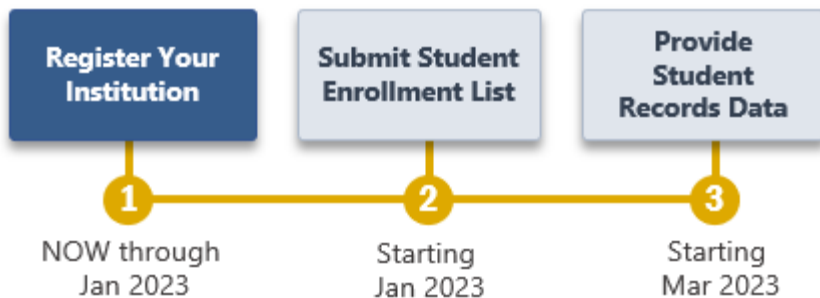 Register Your
Institution
Submit Student
Enrollment List
Provide
Student
Records Data
1
2
3
NOW through
Jan 2023
Starting
Jan 2023
Starting
Mar 2023